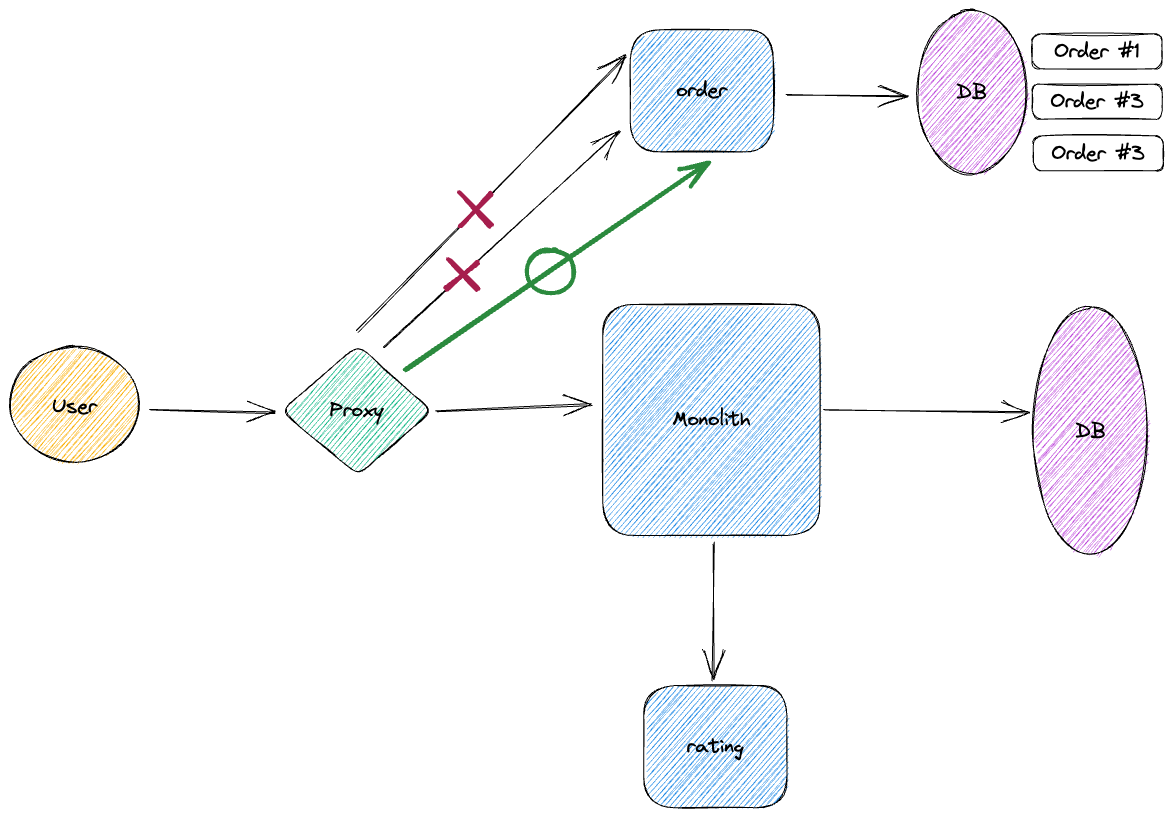 order
DB
Order #1
Order #3
Order #3
User
Proxy
Monolith
DB
rating